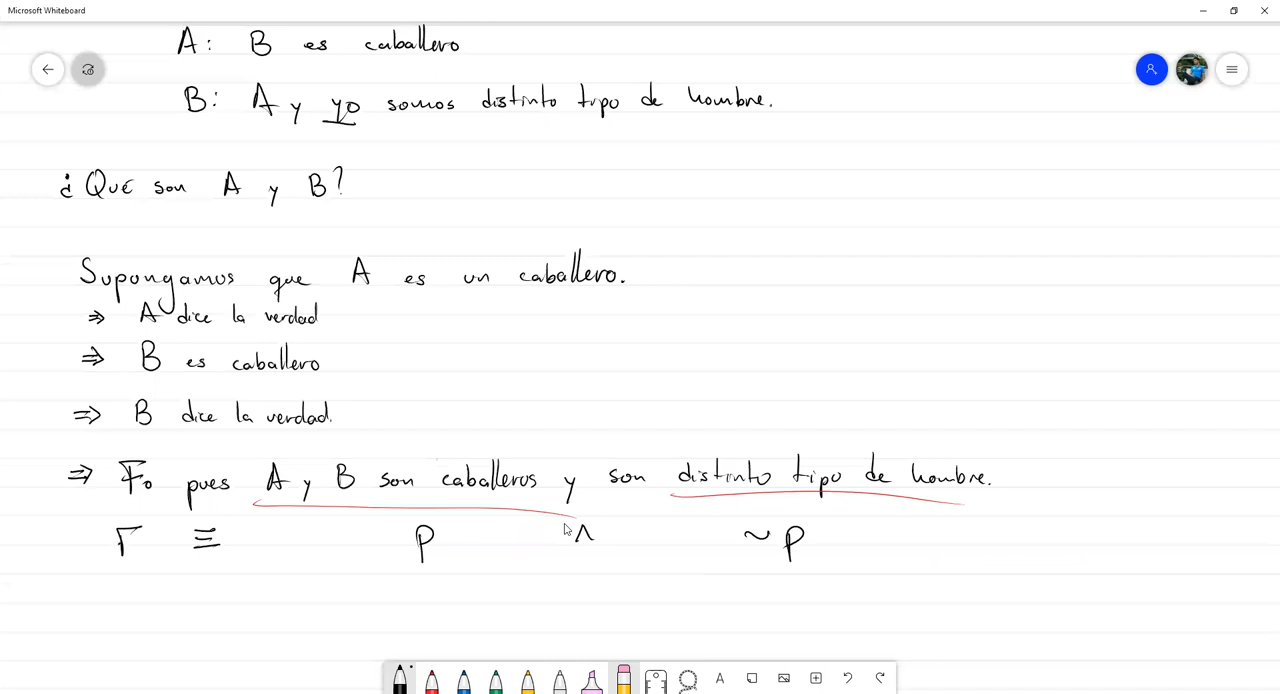 Microsoft Whiteboard
A: B es caballero
B: A y yo somos distinto tipo de hombre.
¿Qué son A y B?
Supongamos que A es un caballero.
⇒ A dice la verdad
⇒ B es caballero
⇒ B dice la verdad.
⇒ Fo pues A y B son caballeros y son distinto tipo de hombre.
F ≡ P ∧ ~P